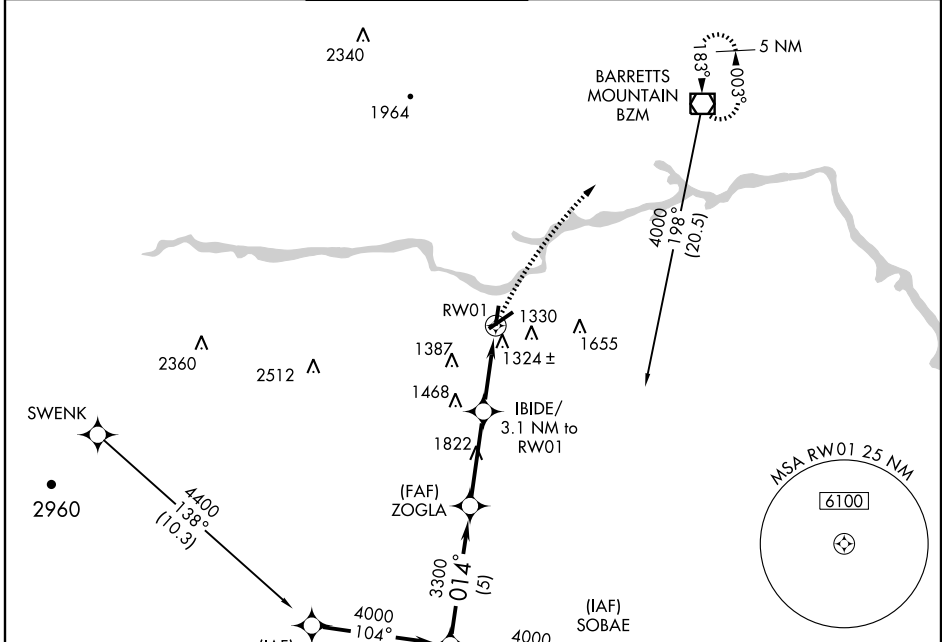 2340
1964
5 NM
183°
003°
BARRETTS
MOUNTAIN
BZM
4000
198°
(20.5)
RW01
1330
1655
1324 ±
1387
2360
2512
1468
IBIDE/
3.1 NM to
RW01
SWENK
1822
(FAF)
ZOGLA
2960
4400
138°
(10.3)
MSA RW01 25 NM
6100
3300
014°
(5)
(IAF)
SOBAE
4000
104°
4000
(IAF)